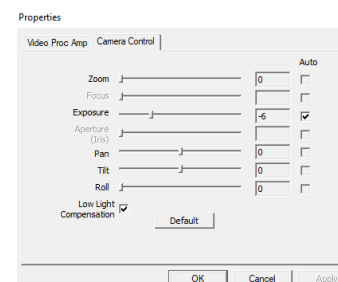 Properties
Video Proc Amp Camera Control
Auto
Zoom 0
Focus
Exposure -6
Aperture
(Iris)
Pan 0
Tilt 0
Roll 0
Low Light
Compensation
Default
OK Cancel Apply